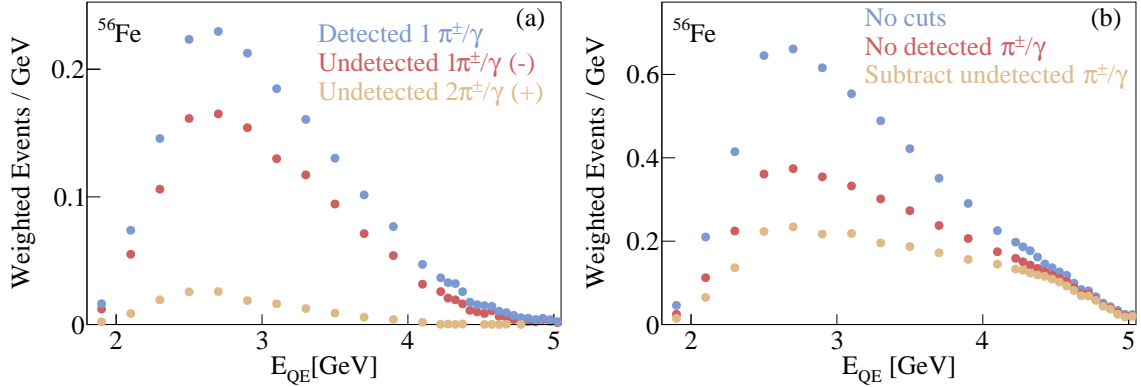 (a)
⁵⁶Fe
Detected 1 π±/γ
Undetected 1π±/γ (-)
Undetected 2π±/γ (+)
Weighted Events / GeV
0.2
0.1
0
2 3 4 5
E_QE[GeV]
(b)
⁵⁶Fe
No cuts
No detected π±/γ
Subtract undetected π±/γ
Weighted Events / GeV
0.6
0.4
0.2
0
2 3 4 5
E_QE [GeV]